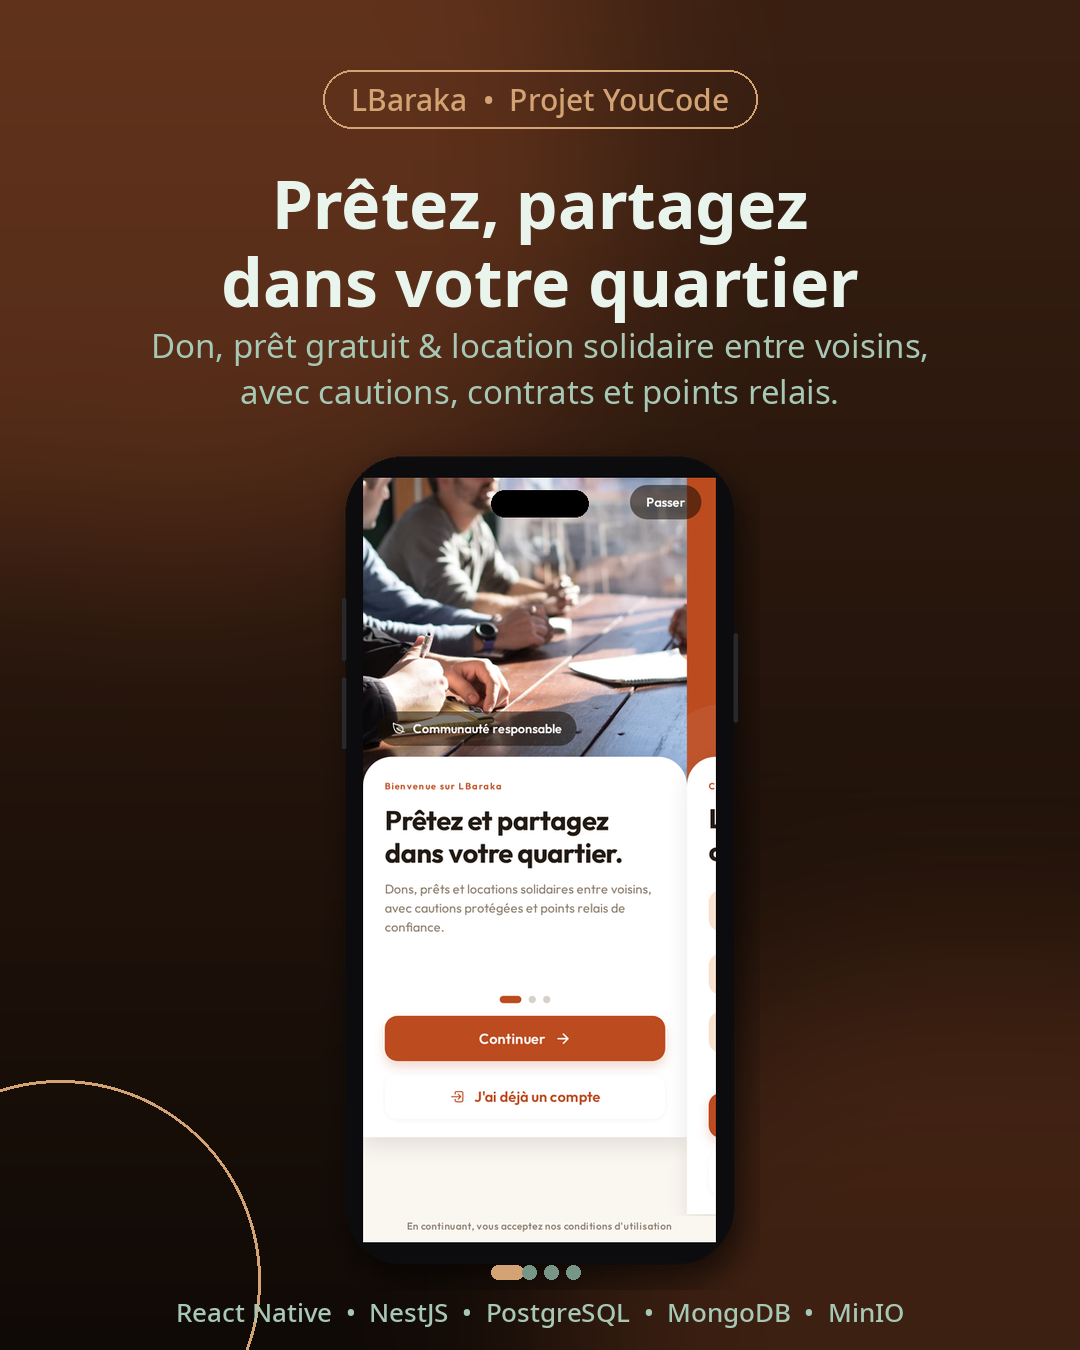 LBaraka • Projet YouCode
Prêtez, partagez
dans votre quartier
Don, prêt gratuit & location solidaire entre voisins,
avec cautions, contrats et points relais.
Passer
Communauté responsable
Bienvenue sur LBaraka
Prêtez et partagez
dans votre quartier.
Dons, prêts et locations solidaires entre voisins,
avec cautions protégées et points relais de
confiance.
Continuer →
J'ai déjà un compte
En continuant, vous acceptez nos conditions d'utilisation
React Native • NestJS • PostgreSQL • MongoDB • MinIO